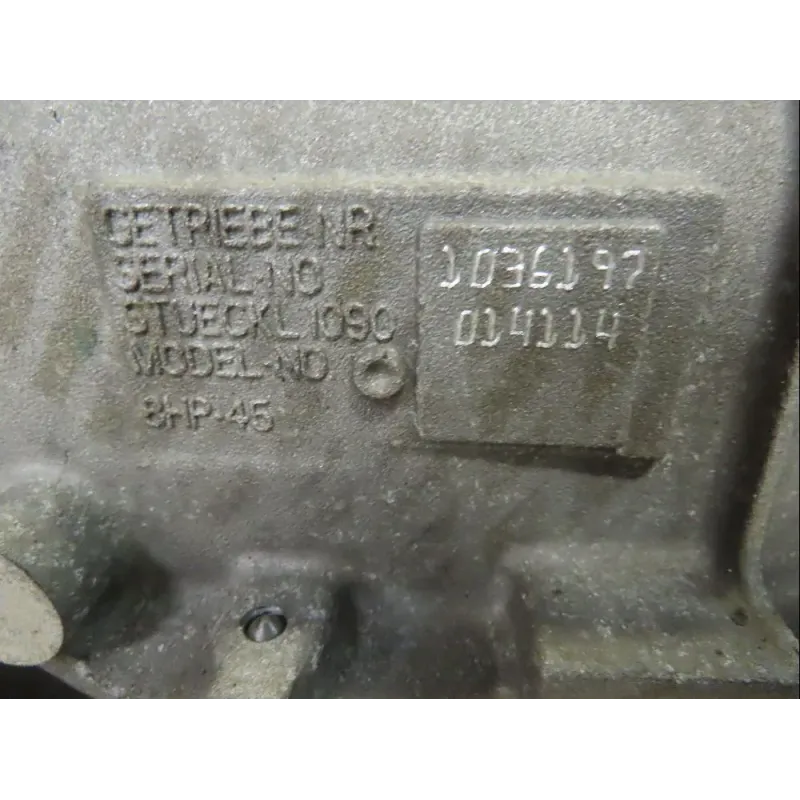 GETRIEBE-NR
SERIAL-NO
1036197
STUECKL 1090
014114
MODEL-NO
8HP-45